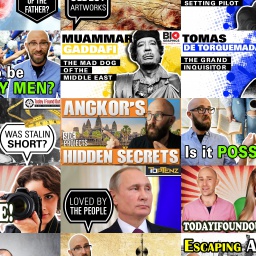 OF THE
FATHER?
ARTWORKS
SETTING PILOT
be
MEN?
MUAMMAR
GADDAFI
THE MAD DOG
OF THE
MIDDLE EAST
TOMAS
DE TORQUEMADA
THE GRAND
INQUISITOR
WAS STALIN
SHORT?
ANGKOR'S
SIDE
PROJECTS
HIDDEN SECRETS
Is it POSS
LOVED BY
THE PEOPLE
TOPTENZ
TODAYIFOUNDOU
ESCAPING A